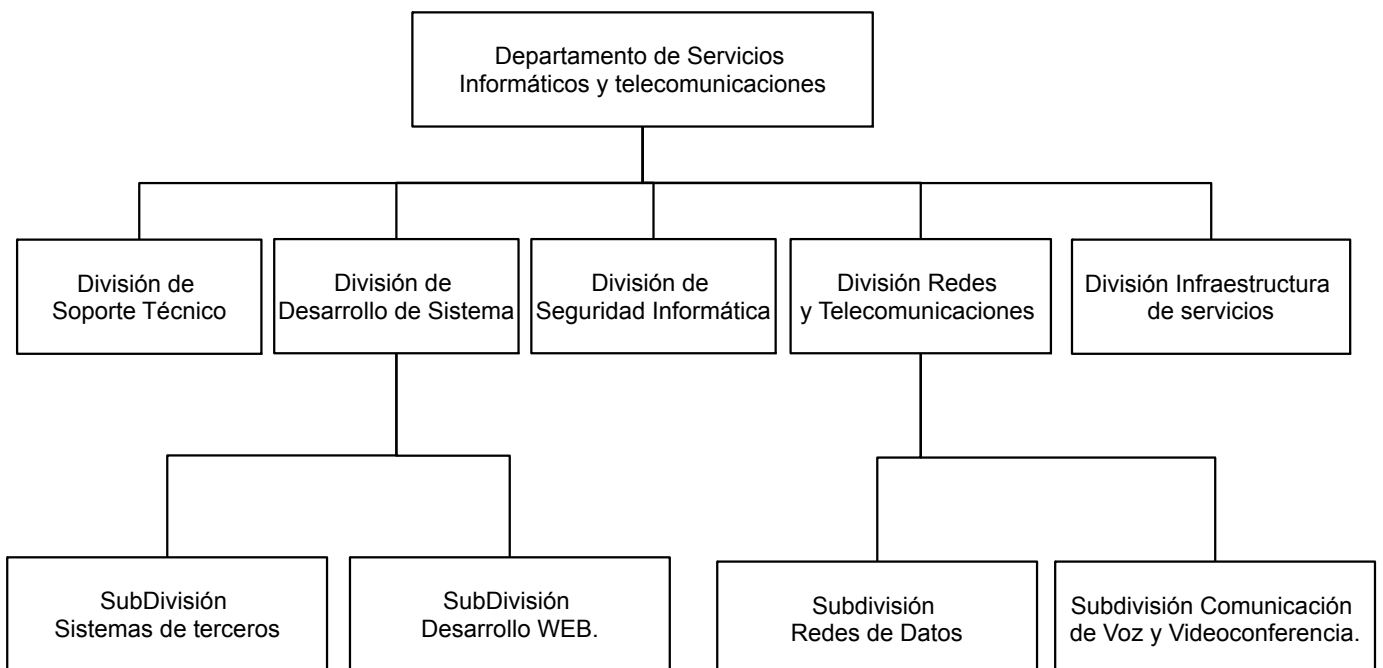 Departamento de Servicios
Informáticos y telecomunicaciones
División de
Soporte Técnico
División de
Desarrollo de Sistema
División de
Seguridad Informática
División Redes
y Telecomunicaciones
División Infraestructura
de servicios
SubDivisión
Sistemas de terceros
SubDivisión
Desarrollo WEB.
Subdivisión
Redes de Datos
Subdivisión Comunicación
de Voz y Videoconferencia.